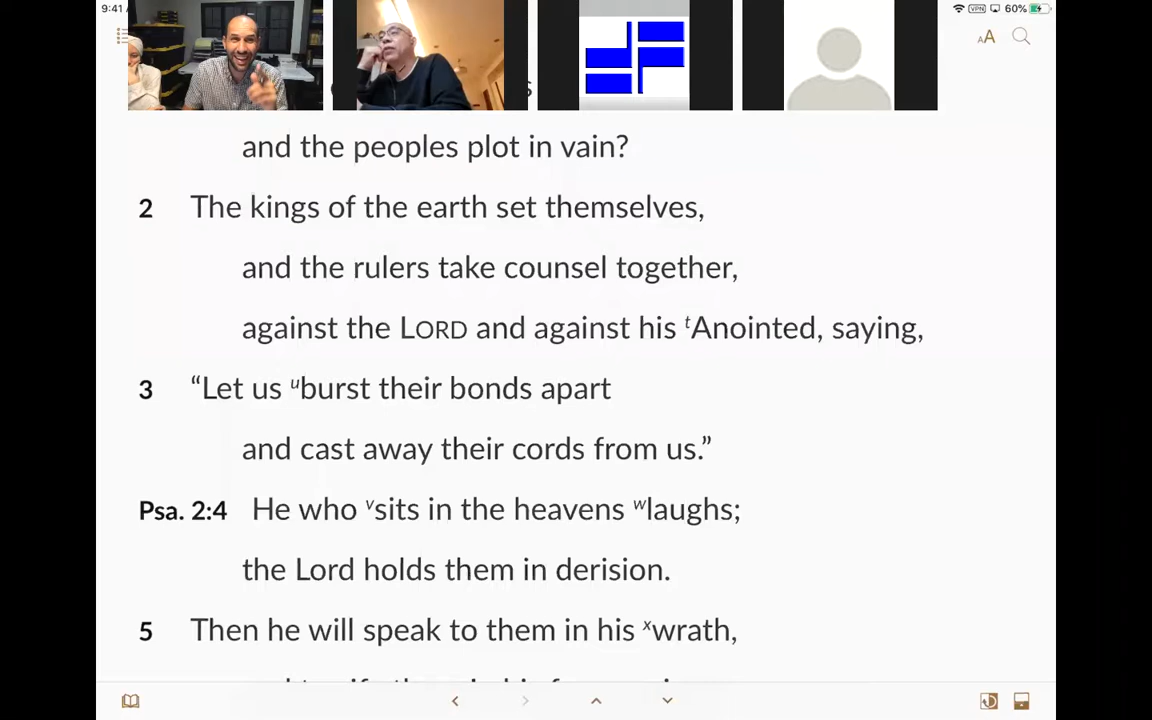 9:41
VPN
60%
AA
and the peoples plot in vain?
2 The kings of the earth set themselves,
and the rulers take counsel together,
against the LORD and against his tAnointed, saying,
3 “Let us uburst their bonds apart
and cast away their cords from us.”
Psa. 2:4 He who vsits in the heavens wlaughs;
the Lord holds them in derision.
5 Then he will speak to them in his xwrath,